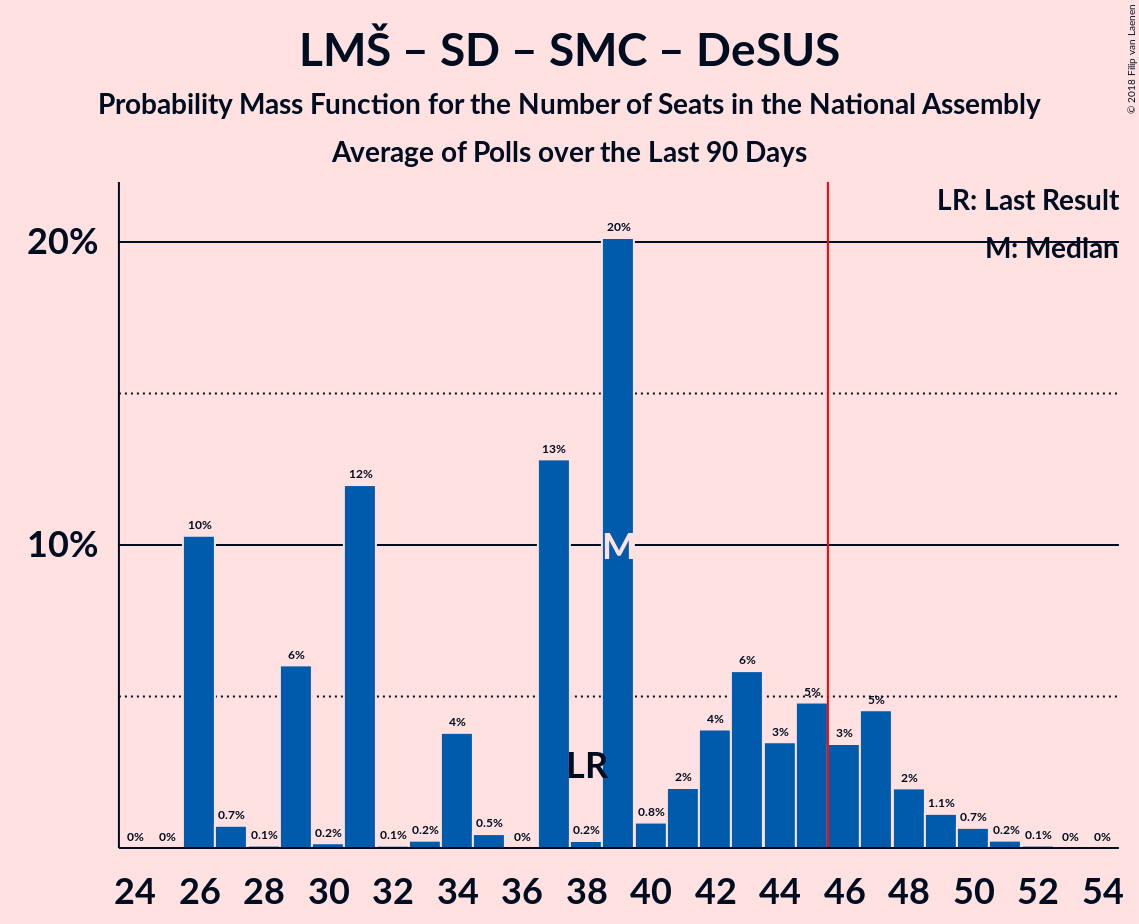 LMŠ – SD – SMC – DeSUS
Probability Mass Function for the Number of Seats in the National Assembly
Average of Polls over the Last 90 Days
© 2018 Filip van Laenen
LR: Last Result
M: Median
20%
10%
0% 0% 10% 0.7% 0.1% 6% 0.2% 12% 0.1% 0.2% 4% 0.5% 0% 13% 0.2% 20% 0.8% 2% 4% 6% 3% 5% 3% 5% 2% 1.1% 0.7% 0.2% 0.1% 0% 0%
M
LR
24 26 28 30 32 34 36 38 40 42 44 46 48 50 52 54